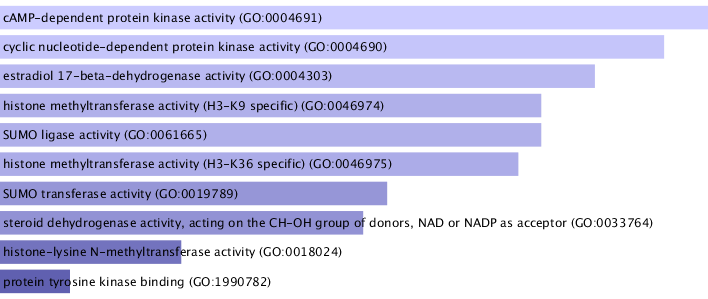 cAMP-dependent protein kinase activity (GO:0004691)
cyclic nucleotide-dependent protein kinase activity (GO:0004690)
estradiol 17-beta-dehydrogenase activity (GO:0004303)
histone methyltransferase activity (H3-K9 specific) (GO:0046974)
SUMO ligase activity (GO:0061665)
histone methyltransferase activity (H3-K36 specific) (GO:0046975)
SUMO transferase activity (GO:0019789)
steroid dehydrogenase activity, acting on the CH-OH group of donors, NAD or NADP as acceptor (GO:0033764)
histone-lysine N-methyltransferase activity (GO:0018024)
protein tyrosine kinase binding (GO:1990782)